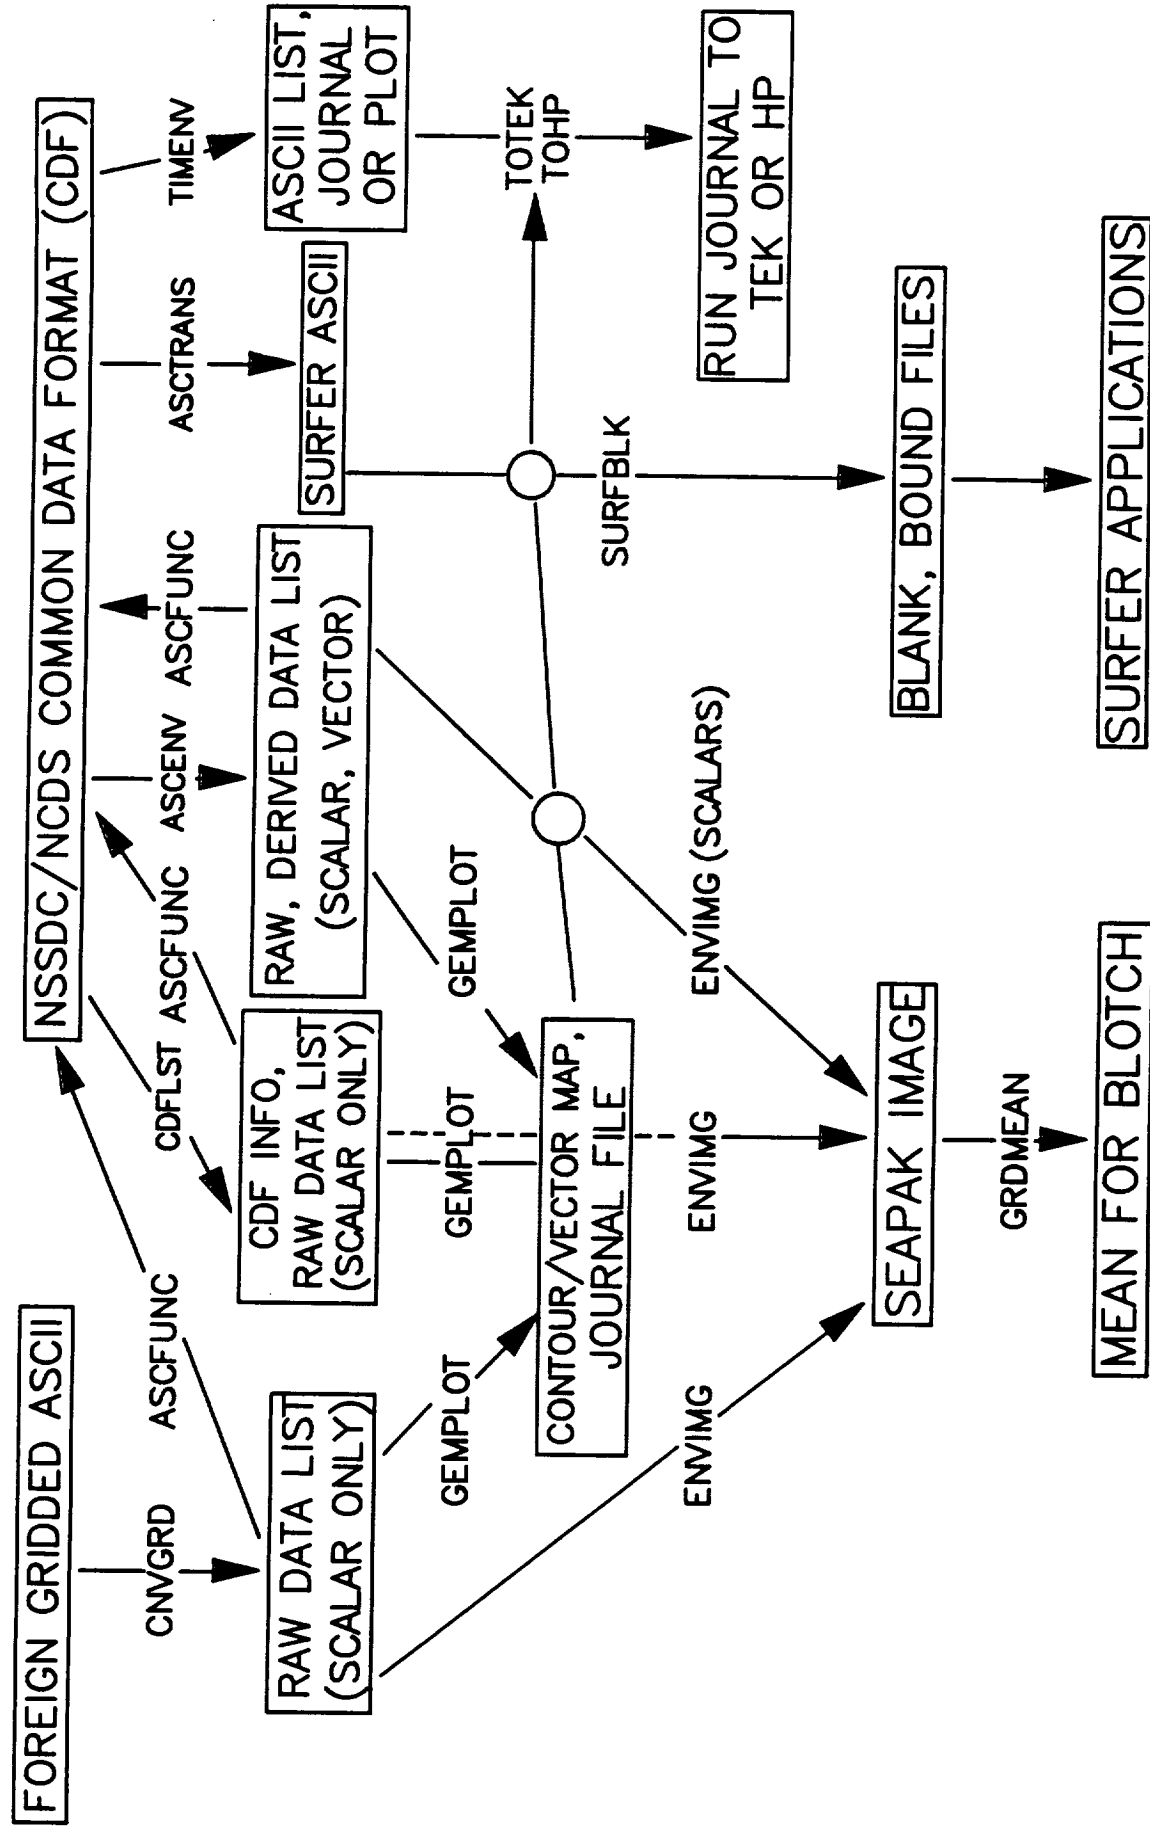 FOREIGN GRIDDED ASCII
NSSDC/NCDS COMMON DATA FORMAT (CDF)
CNVGRD
ASCFUNC
CDFLST
ASCFUNC
ASCENV
ASCFUNC
ASCTRANS
TIMENV
RAW DATA LIST
(SCALAR ONLY)
CDF INFO,
RAW DATA LIST
(SCALAR ONLY)
RAW, DERIVED DATA LIST
(SCALAR, VECTOR)
SURFER ASCII
ASCII LIST,
JOURNAL
OR PLOT
GEMPLOT
GEMPLOT
GEMPLOT
TOTEK
TOHP
CONTOUR/VECTOR MAP,
JOURNAL FILE
SURFBLK
ENVIMG
ENVIMG
ENVIMG (SCALARS)
RUN JOURNAL TO
TEK OR HP
SEAPAK IMAGE
BLANK, BOUND FILES
GRDMEAN
MEAN FOR BLOTCH
SURFER APPLICATIONS